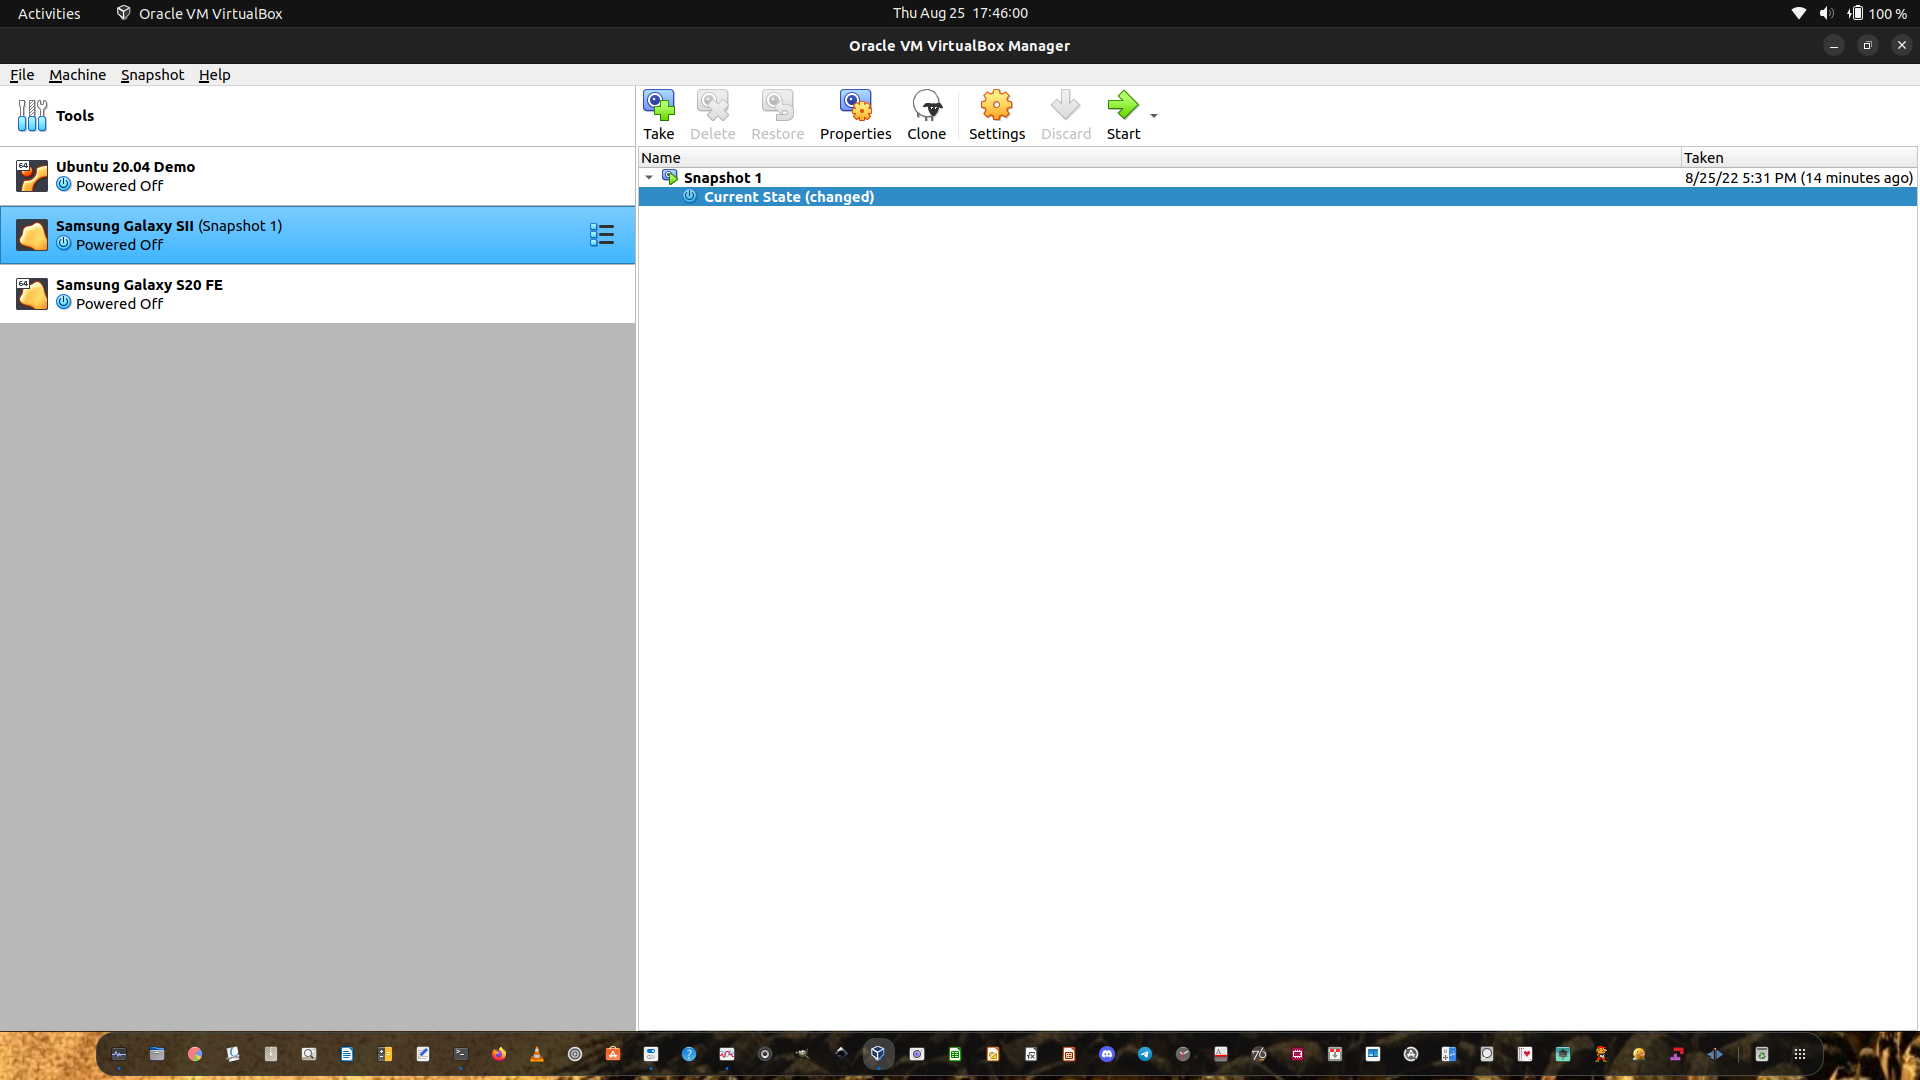 Activities Oracle VM VirtualBox Thu Aug 25 17:46:00 100 %
Oracle VM VirtualBox Manager
File Machine Snapshot Help
Tools
Take Delete Restore Properties Clone Settings Discard Start
Name Taken
Ubuntu 20.04 Demo
64
Powered Off
Snapshot 1 8/25/22 5:31 PM (14 minutes ago)
Current State (changed)
Samsung Galaxy SII (Snapshot 1)
Powered Off
Samsung Galaxy S20 FE
64
Powered Off
76